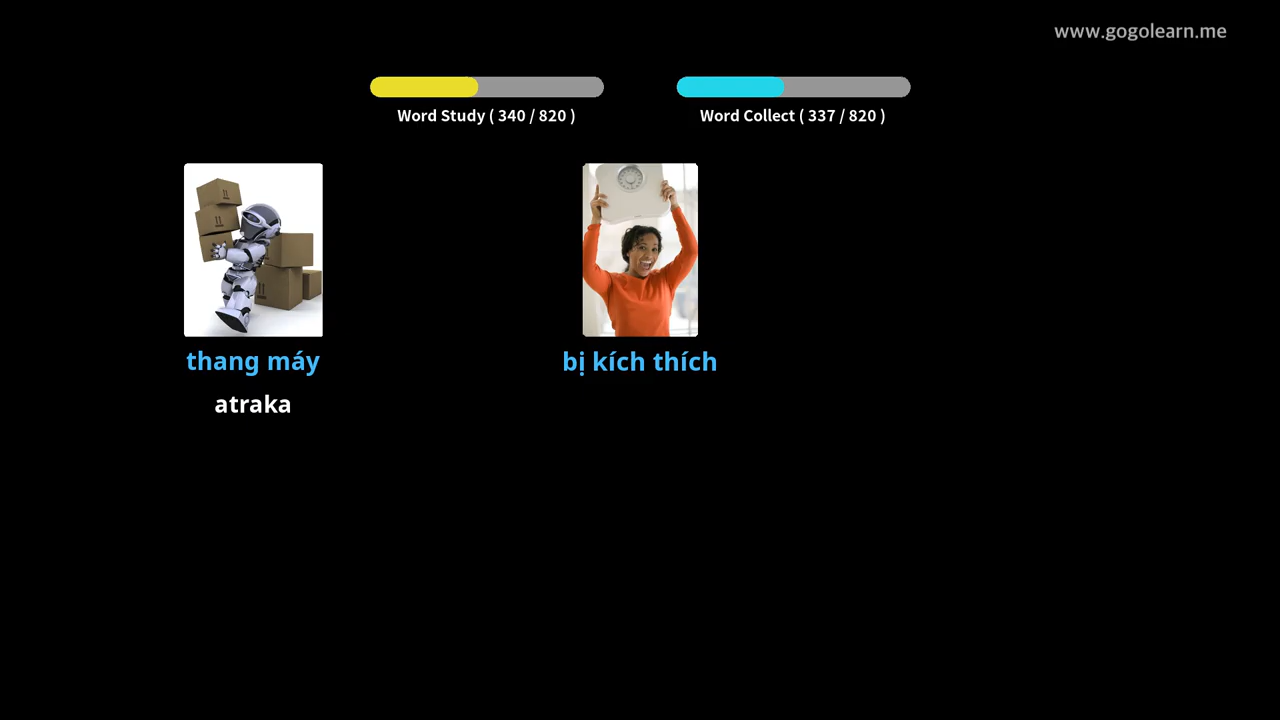 www.gogolearn.me
Word Study ( 340 / 820 )
Word Collect ( 337 / 820 )
thang máy
bị kích thích
atraka